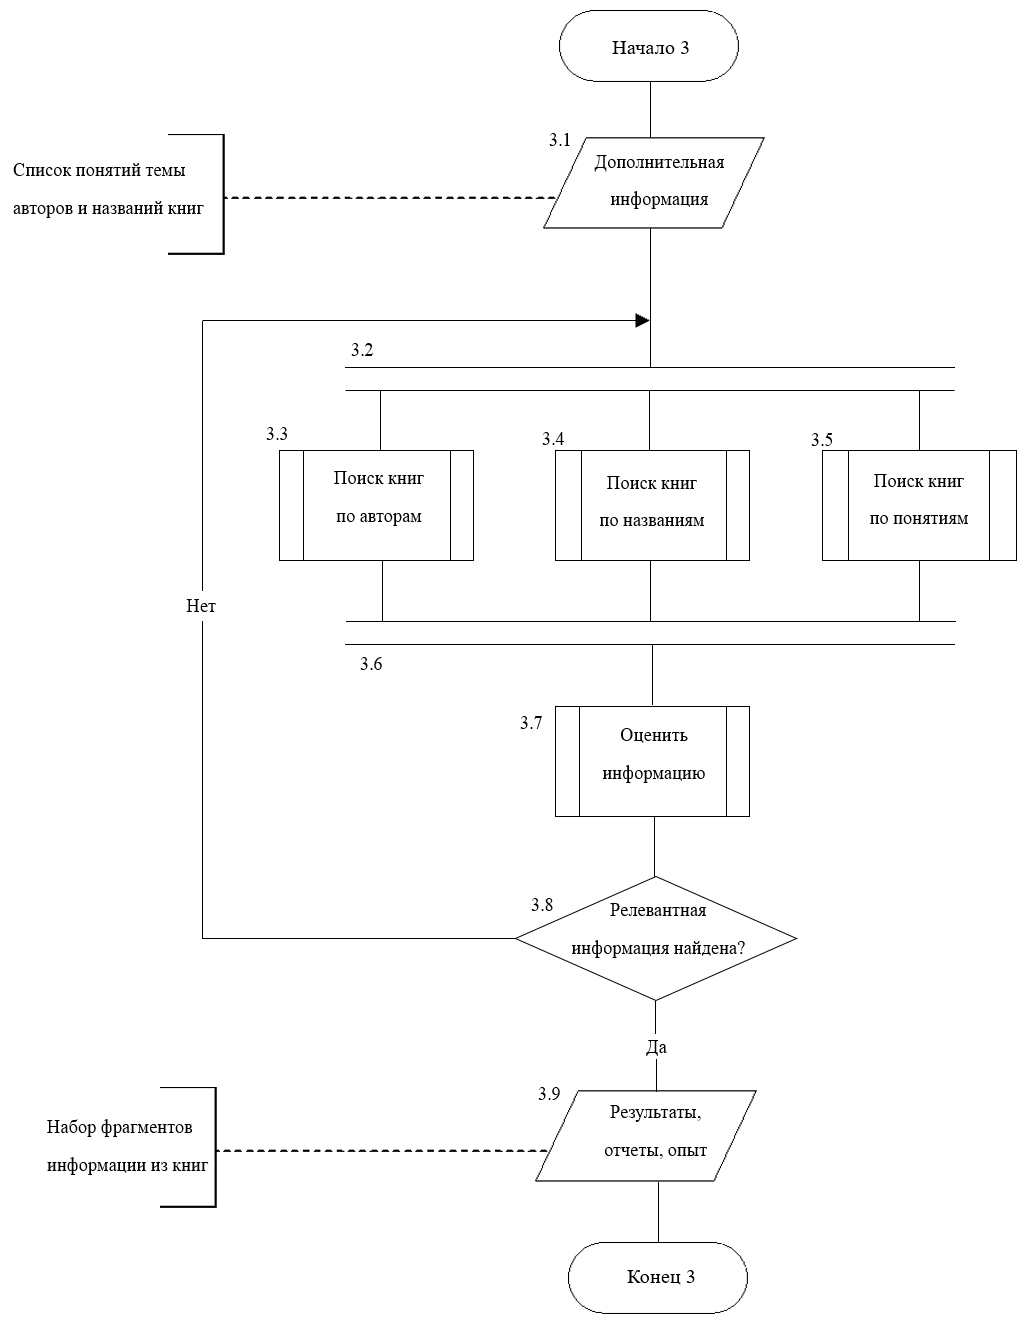 Начало 3
3.1
Дополнительная
информация
Список понятий темы
авторов и названий книг
3.2
3.3
Поиск книг
по авторам
3.4
Поиск книг
по названиям
3.5
Поиск книг
по понятиям
Нет
3.6
3.7
Оценить
информацию
3.8
Релевантная
информация найдена?
Да
3.9
Результаты,
отчеты, опыт
Набор фрагментов
информации из книг
Конец 3